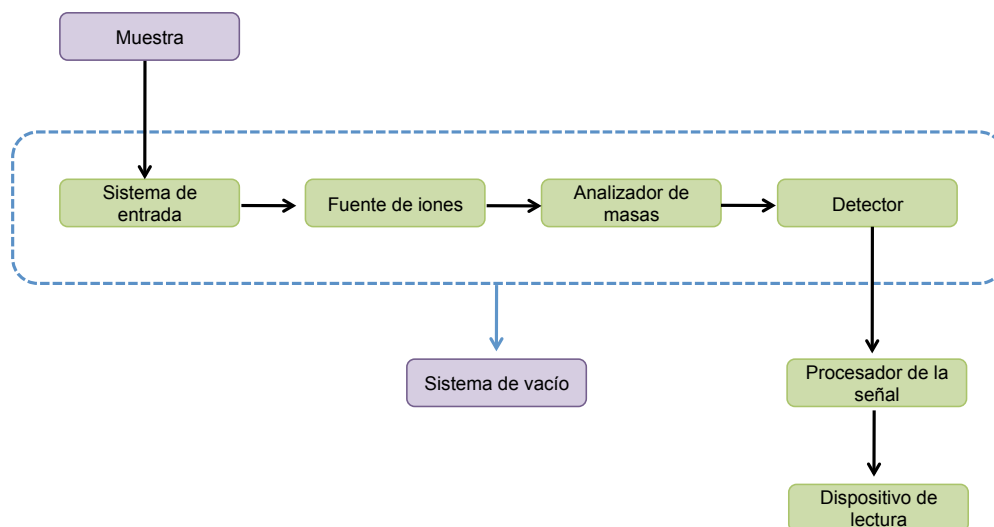 Muestra
Sistema de
entrada
Fuente de iones
Analizador de
masas
Detector
Sistema de vacío
Procesador de la
señal
Dispositivo de
lectura